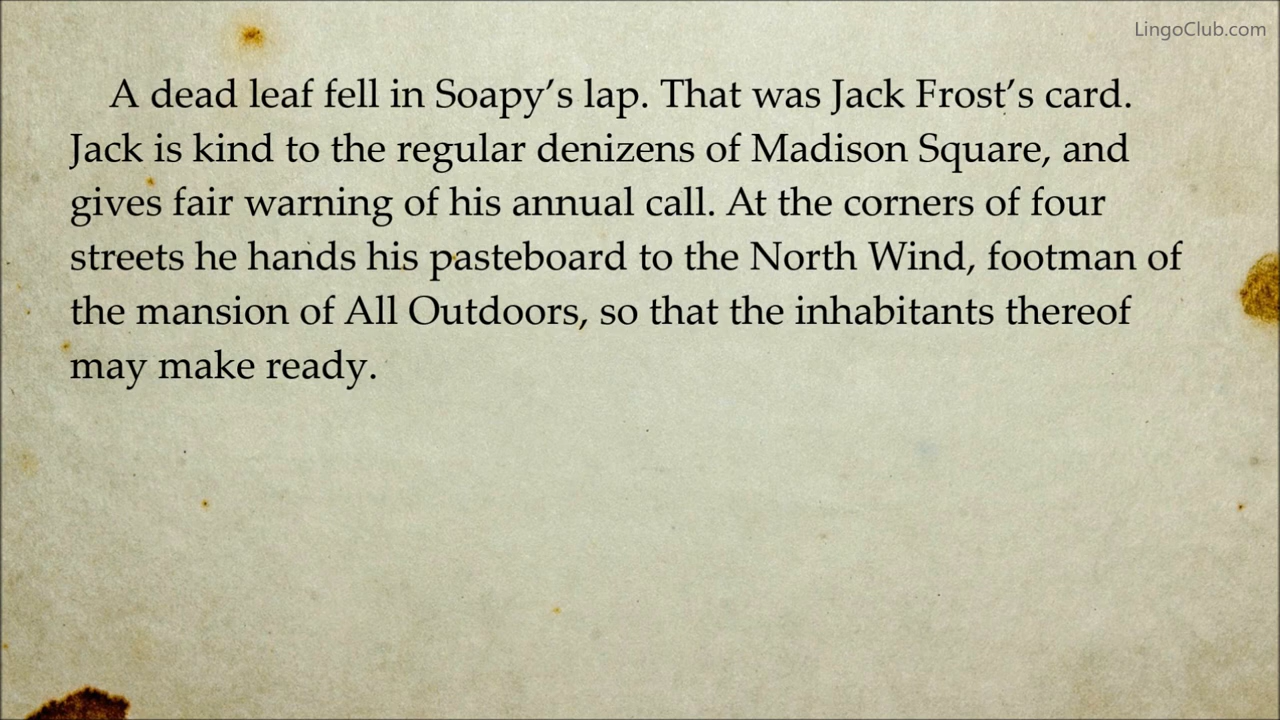 LingoClub.com
A dead leaf fell in Soapy’s lap. That was Jack Frost’s card.
Jack is kind to the regular denizens of Madison Square, and
gives fair warning of his annual call. At the corners of four
streets he hands his pasteboard to the North Wind, footman of
the mansion of All Outdoors, so that the inhabitants thereof
may make ready.